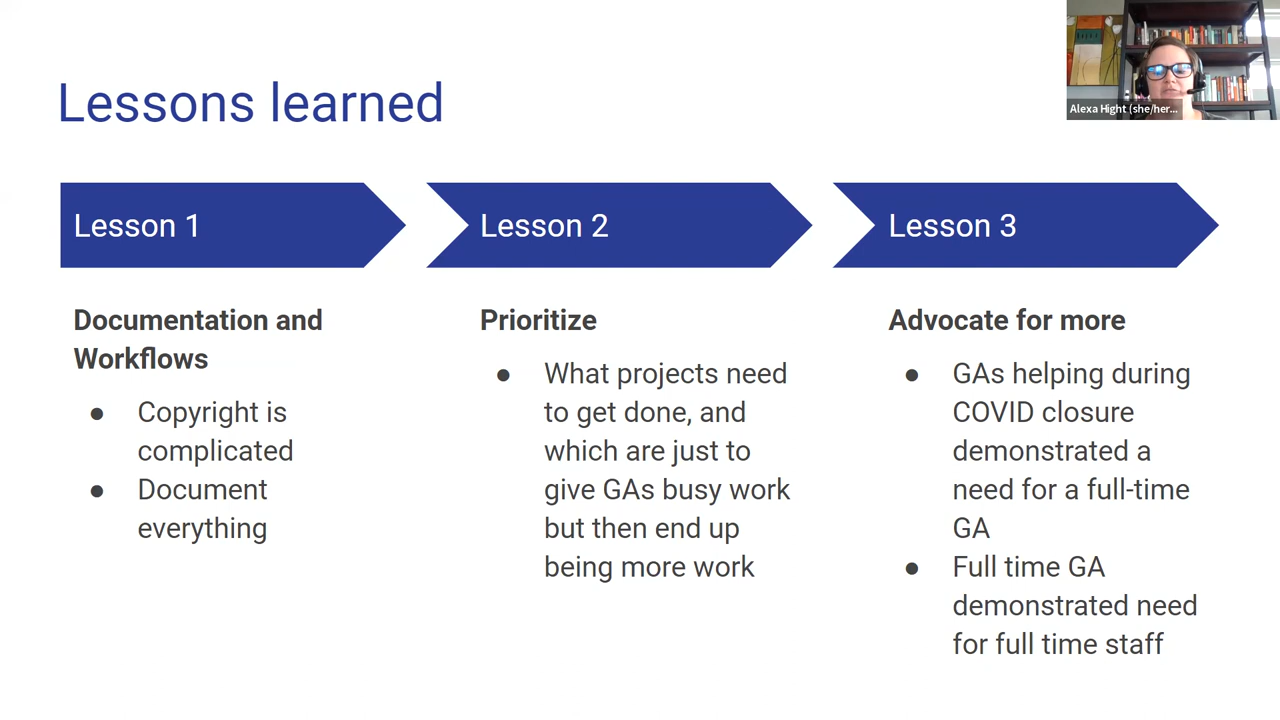 Lessons learned
Alexa Hight (she/her...
Lesson 1
Lesson 2
Lesson 3
Documentation and
Workflows
● Copyright is
complicated
● Document
everything
Prioritize
● What projects need
to get done, and
which are just to
give GAs busy work
but then end up
being more work
Advocate for more
● GAs helping during
COVID closure
demonstrated a
need for a full-time
GA
● Full time GA
demonstrated need
for full time staff